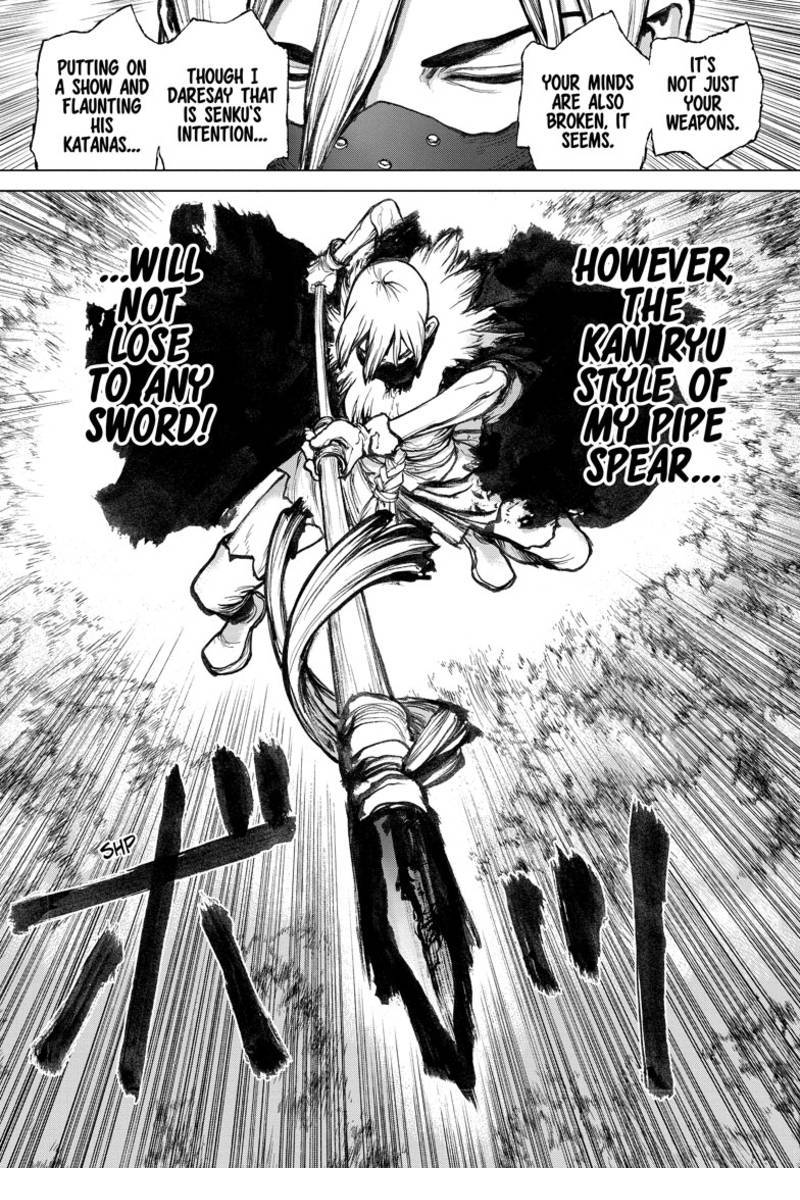 IT'S
NOT JUST
YOUR
WEAPONS.
YOUR MINDS
ARE ALSO
BROKEN, IT
SEEMS.
THOUGH I
DARESAY THAT
IS SENKU'S
INTENTION...
PUTTING ON
A SHOW AND
FLAUNTING
HIS
KATANAS...
HOWEVER,
THE
KAN RYU
STYLE OF
MY PIPE
SPEAR...
...WILL
NOT
LOSE
TO ANY
SWORD!
SHP
ボッ